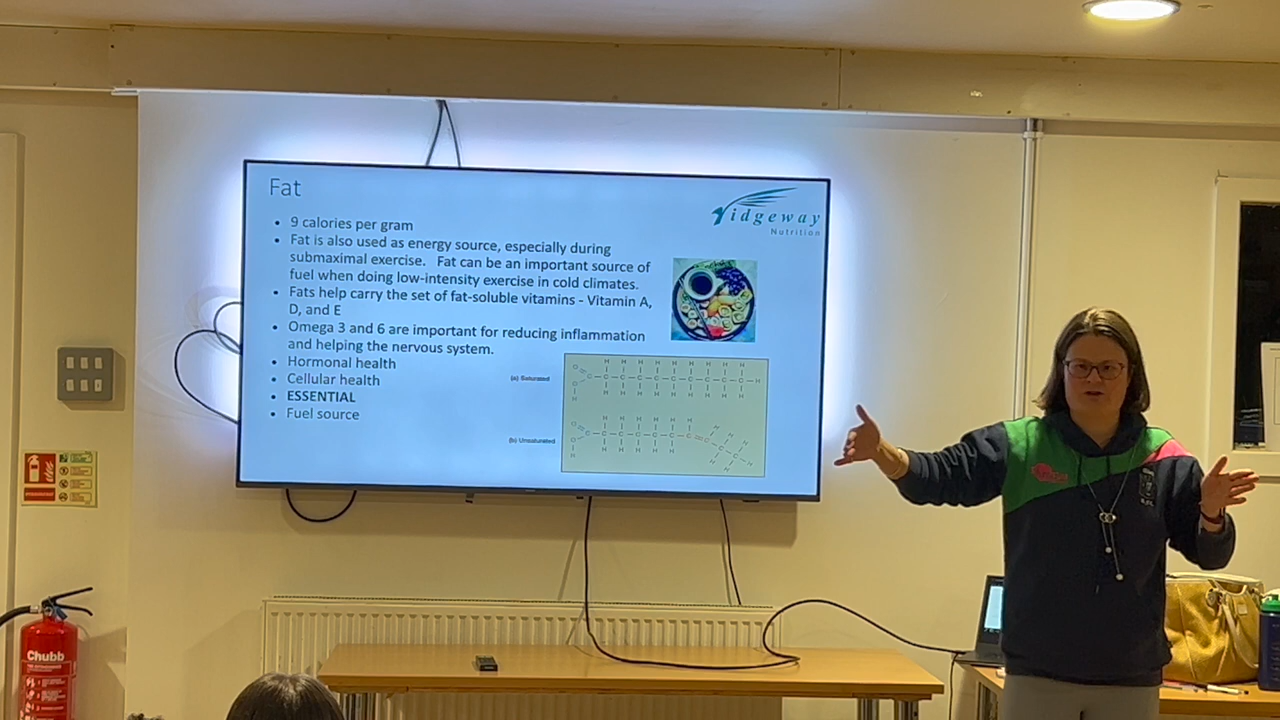 Fat
Ridgeway
Nutrition
• 9 calories per gram
• Fat is also used as energy source, especially during
submaximal exercise. Fat can be an important source of
fuel when doing low-intensity exercise in cold climates.
• Fats help carry the set of fat-soluble vitamins - Vitamin A,
D, and E
• Omega 3 and 6 are important for reducing inflammation
and helping the nervous system.
• Hormonal health
• Cellular health
• ESSENTIAL
• Fuel source
(a) Saturated
(b) Unsaturated
Chubb